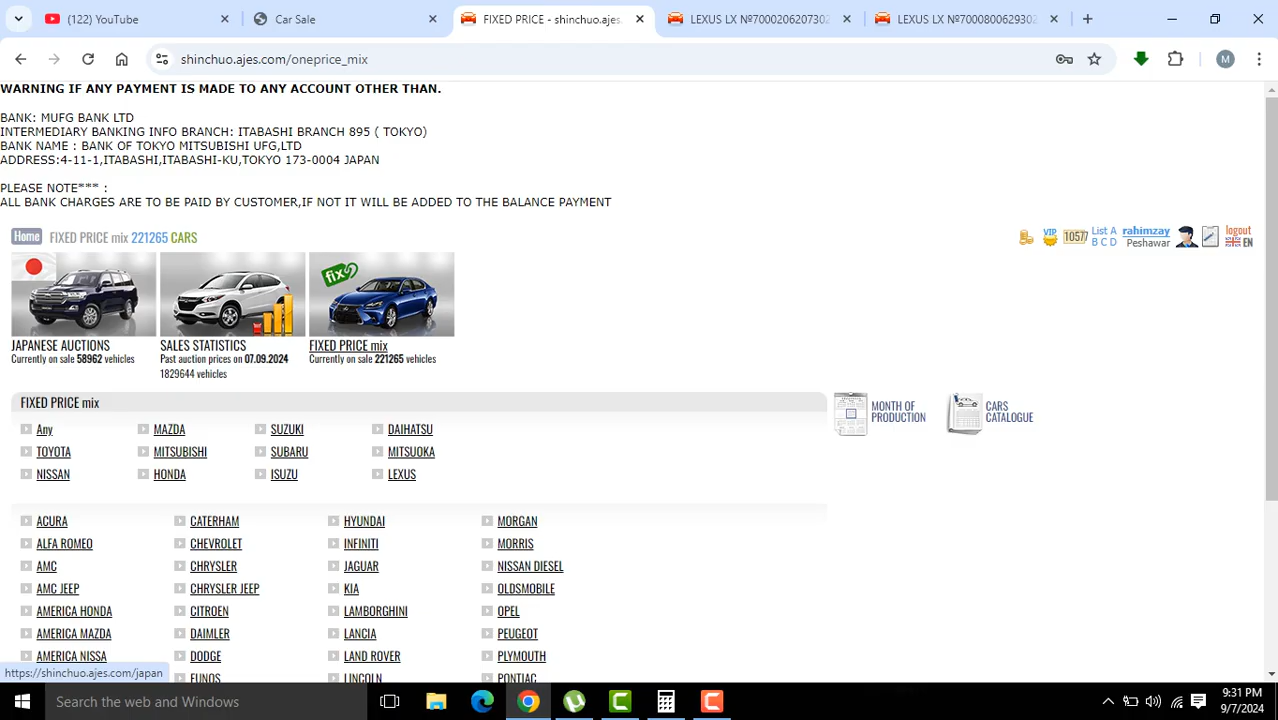 (122) YouTube
Car Sale
FIXED PRICE - shinchuo.ajes.
LEXUS LX №7000206207302
LEXUS LX №7000800629302
shinchuo.ajes.com/oneprice_mix
M
WARNING IF ANY PAYMENT IS MADE TO ANY ACCOUNT OTHER THAN.
BANK: MUFG BANK LTD
INTERMEDIARY BANKING INFO BRANCH: ITABASHI BRANCH 895 ( TOKYO)
BANK NAME : BANK OF TOKYO MITSUBISHI UFG,LTD
ADDRESS:4-11-1,ITABASHI,ITABASHI-KU,TOKYO 173-0004 JAPAN
PLEASE NOTE*** :
ALL BANK CHARGES ARE TO BE PAID BY CUSTOMER,IF NOT IT WILL BE ADDED TO THE BALANCE PAYMENT
Home FIXED PRICE mix 221265 CARS
VIP 1057 List A B C D rahimzay Peshawar logout EN
fix
JAPANESE AUCTIONS
Currently on sale 58962 vehicles
SALES STATISTICS
Past auction prices on 07.09.2024
1829644 vehicles
FIXED PRICE mix
Currently on sale 221265 vehicles
FIXED PRICE mix
MONTH OF PRODUCTION
CARS CATALOGUE
Any MAZDA SUZUKI DAIHATSU
TOYOTA MITSUBISHI SUBARU MITSUOKA
NISSAN HONDA ISUZU LEXUS
ACURA CATERHAM HYUNDAI MORGAN
ALFA ROMEO CHEVROLET INFINITI MORRIS
AMC CHRYSLER JAGUAR NISSAN DIESEL
AMC JEEP CHRYSLER JEEP KIA OLDSMOBILE
AMERICA HONDA CITROEN LAMBORGHINI OPEL
AMERICA MAZDA DAIMLER LANCIA PEUGEOT
AMERICA NISSA DODGE LAND ROVER PLYMOUTH
EUNOS LINCOLN PONTIAC
https://shinchuo.ajes.com/japan
Search the web and Windows
9:31 PM
9/7/2024